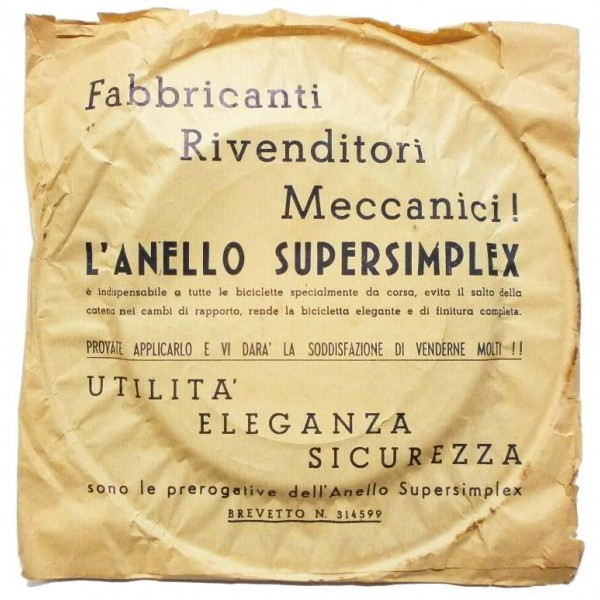 Fabbricanti
Rivenditori
Meccanici!
L'ANELLO SUPERSIMPLEX
è indispensabile a tutte le biciclette specialmente da corsa, evita il salto della
catena nei cambi di rapporto, rende la bicicletta elegante e di finitura completa.
PROVATE APPLICARLO E VI DARA' LA SODDISFAZIONE DI VENDERNE MOLTI !!
UTILITA'
ELEGANZA
SICUREZZA
sono le prerogative dell'Anello Supersimplex
BREVETTO N. 314599